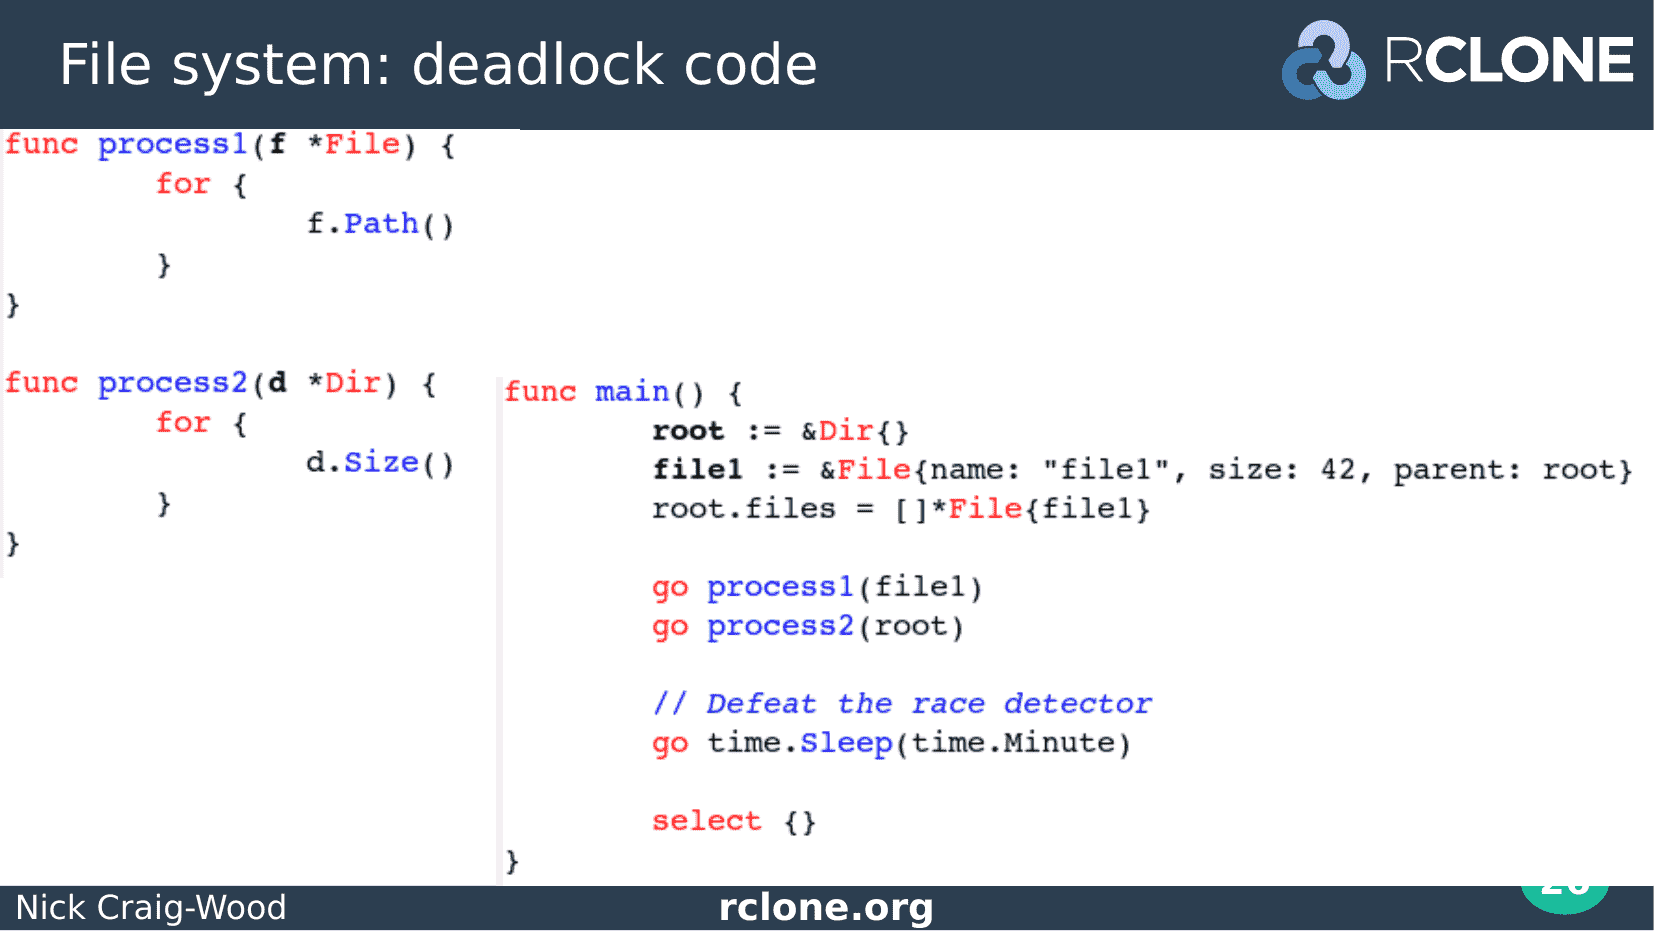 File system: deadlock code
RCLONE
func process1(f *File) {
        for {
                f.Path()
        }
}

func process2(d *Dir) {
        for {
                d.Size()
        }
}
func main() {
        root := &Dir{}
        file1 := &File{name: "file1", size: 42, parent: root}
        root.files = []*File{file1}

        go process1(file1)
        go process2(root)

        // Defeat the race detector
        go time.Sleep(time.Minute)

        select {}
}
Nick Craig-Wood
rclone.org